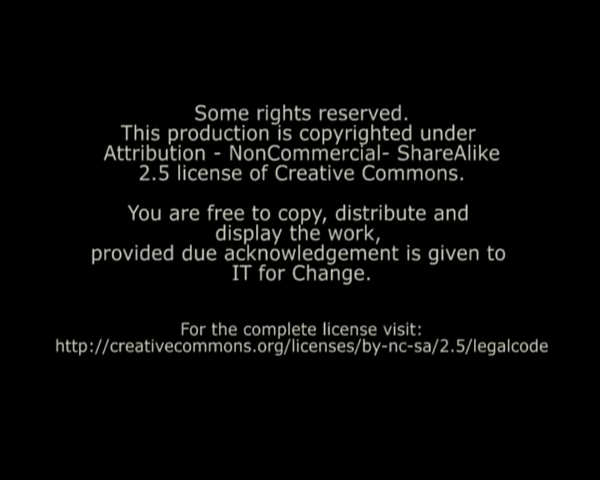 Some rights reserved.
This production is copyrighted under
Attribution - NonCommercial- ShareAlike
2.5 license of Creative Commons.
You are free to copy, distribute and
display the work,
provided due acknowledgement is given to
IT for Change.
For the complete license visit:
http://creativecommons.org/licenses/by-nc-sa/2.5/legalcode